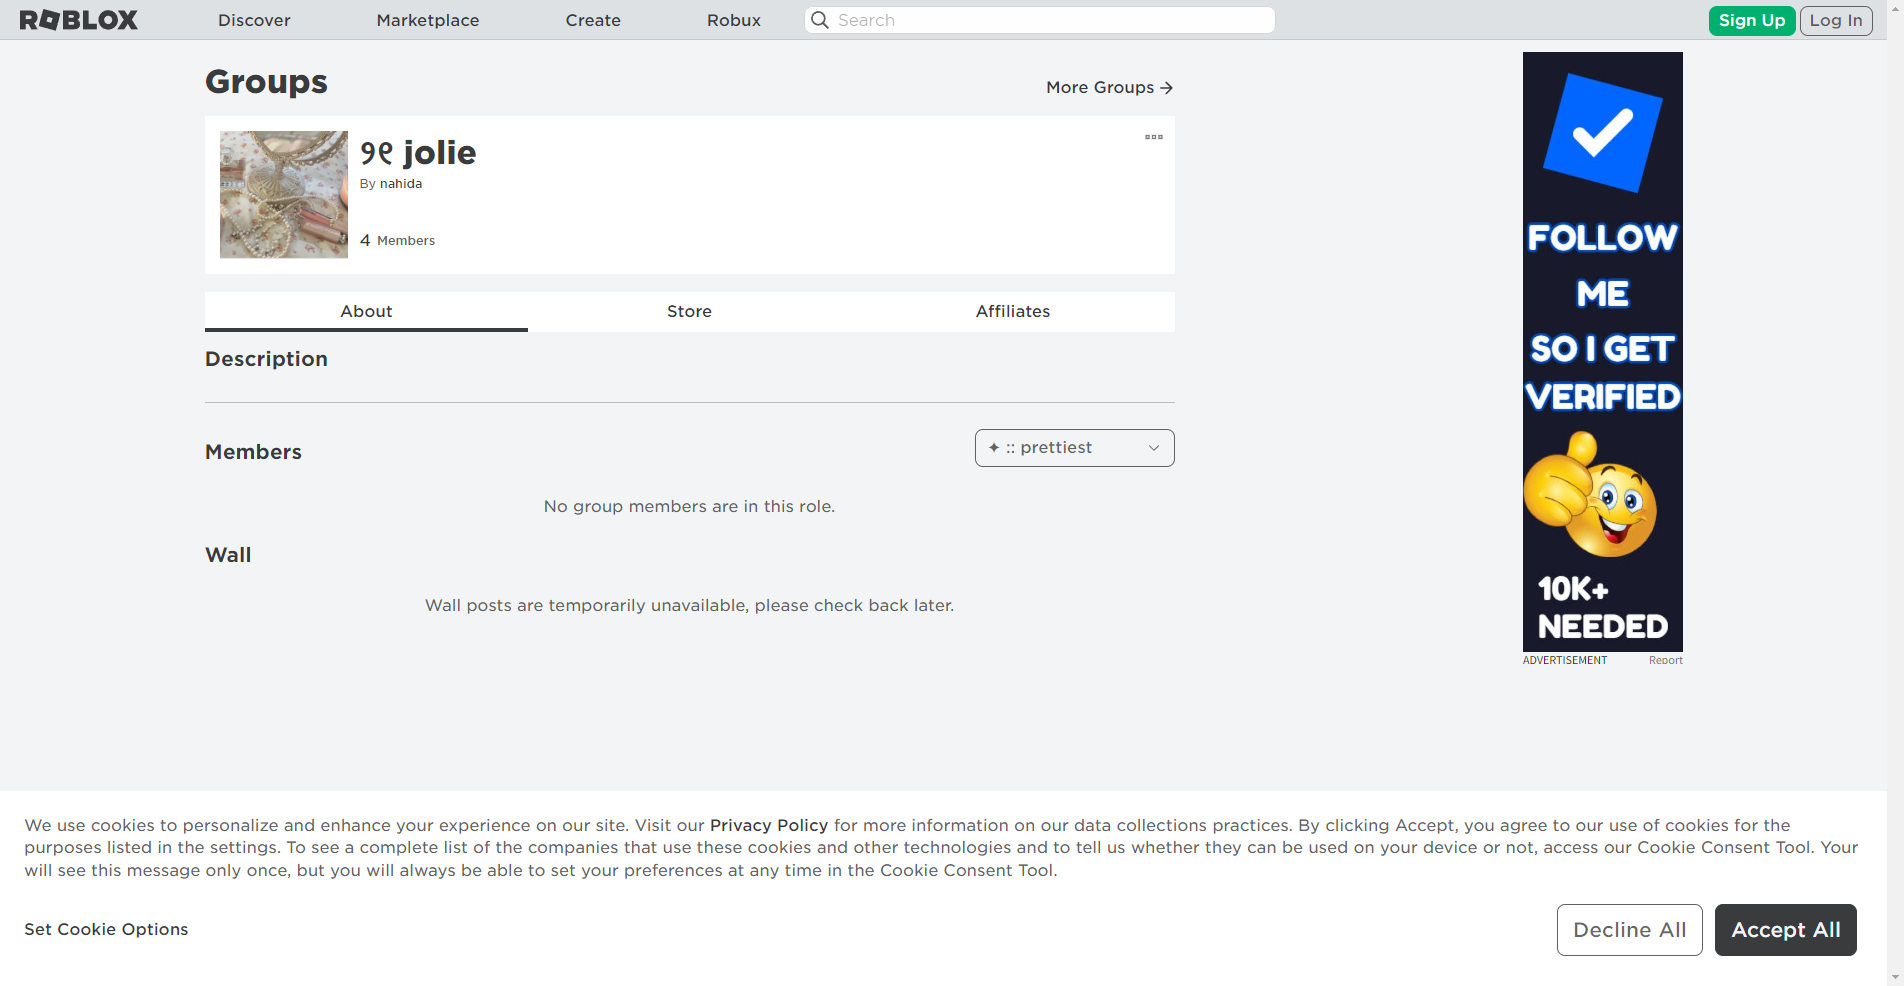 ROBLOX
Discover
Marketplace
Create
Robux
Search
Sign Up
Log In
Groups
More Groups →
୨୧ jolie
By nahida
4 Members
About
Store
Affiliates
Description
Members
✦ :: prettiest
No group members are in this role.
Wall
Wall posts are temporarily unavailable, please check back later.
FOLLOW
ME
SO I GET
VERIFIED
10K+
NEEDED
ADVERTISEMENT
Report
We use cookies to personalize and enhance your experience on our site. Visit our Privacy Policy for more information on our data collections practices. By clicking Accept, you agree to our use of cookies for the
purposes listed in the settings. To see a complete list of the companies that use these cookies and other technologies and to tell us whether they can be used on your device or not, access our Cookie Consent Tool. Your
will see this message only once, but you will always be able to set your preferences at any time in the Cookie Consent Tool.
Set Cookie Options
Decline All
Accept All